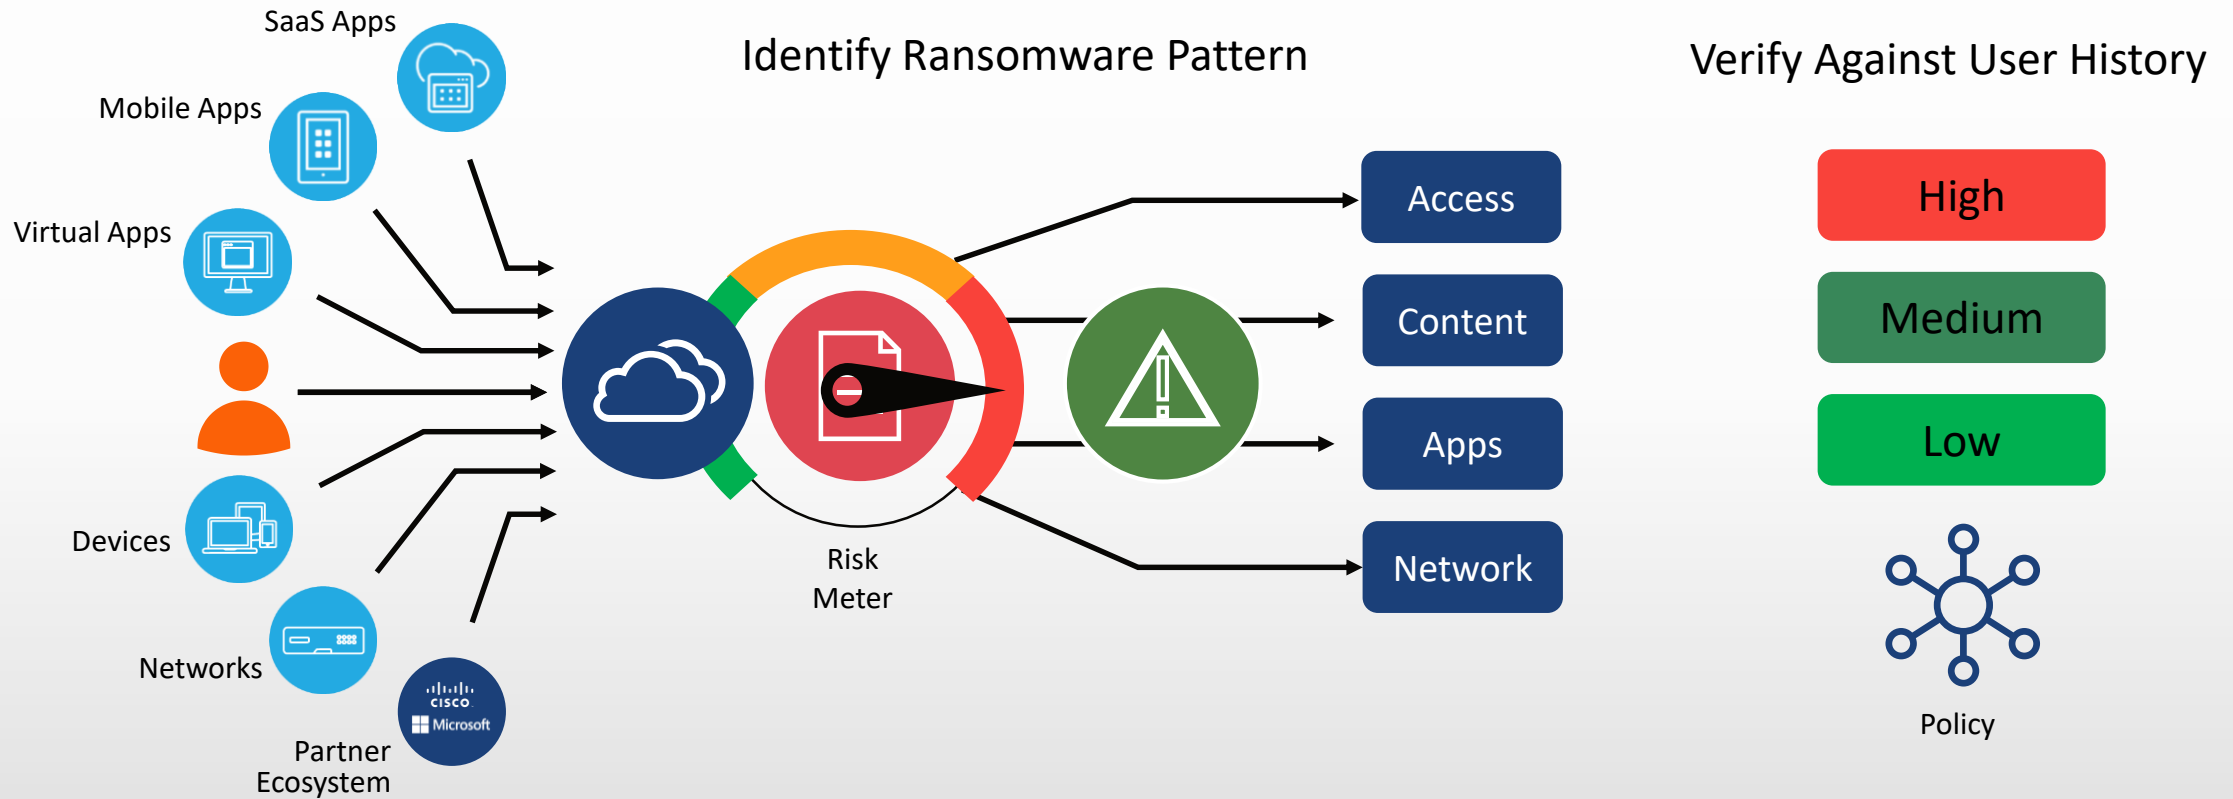 SaaS Apps
Mobile Apps
Virtual Apps
Devices
Networks
Partner
Ecosystem
CISCO
Microsoft
Identify Ransomware Pattern
Risk
Meter
Access
Content
Apps
Network
Verify Against User History
High
Medium
Low
Policy